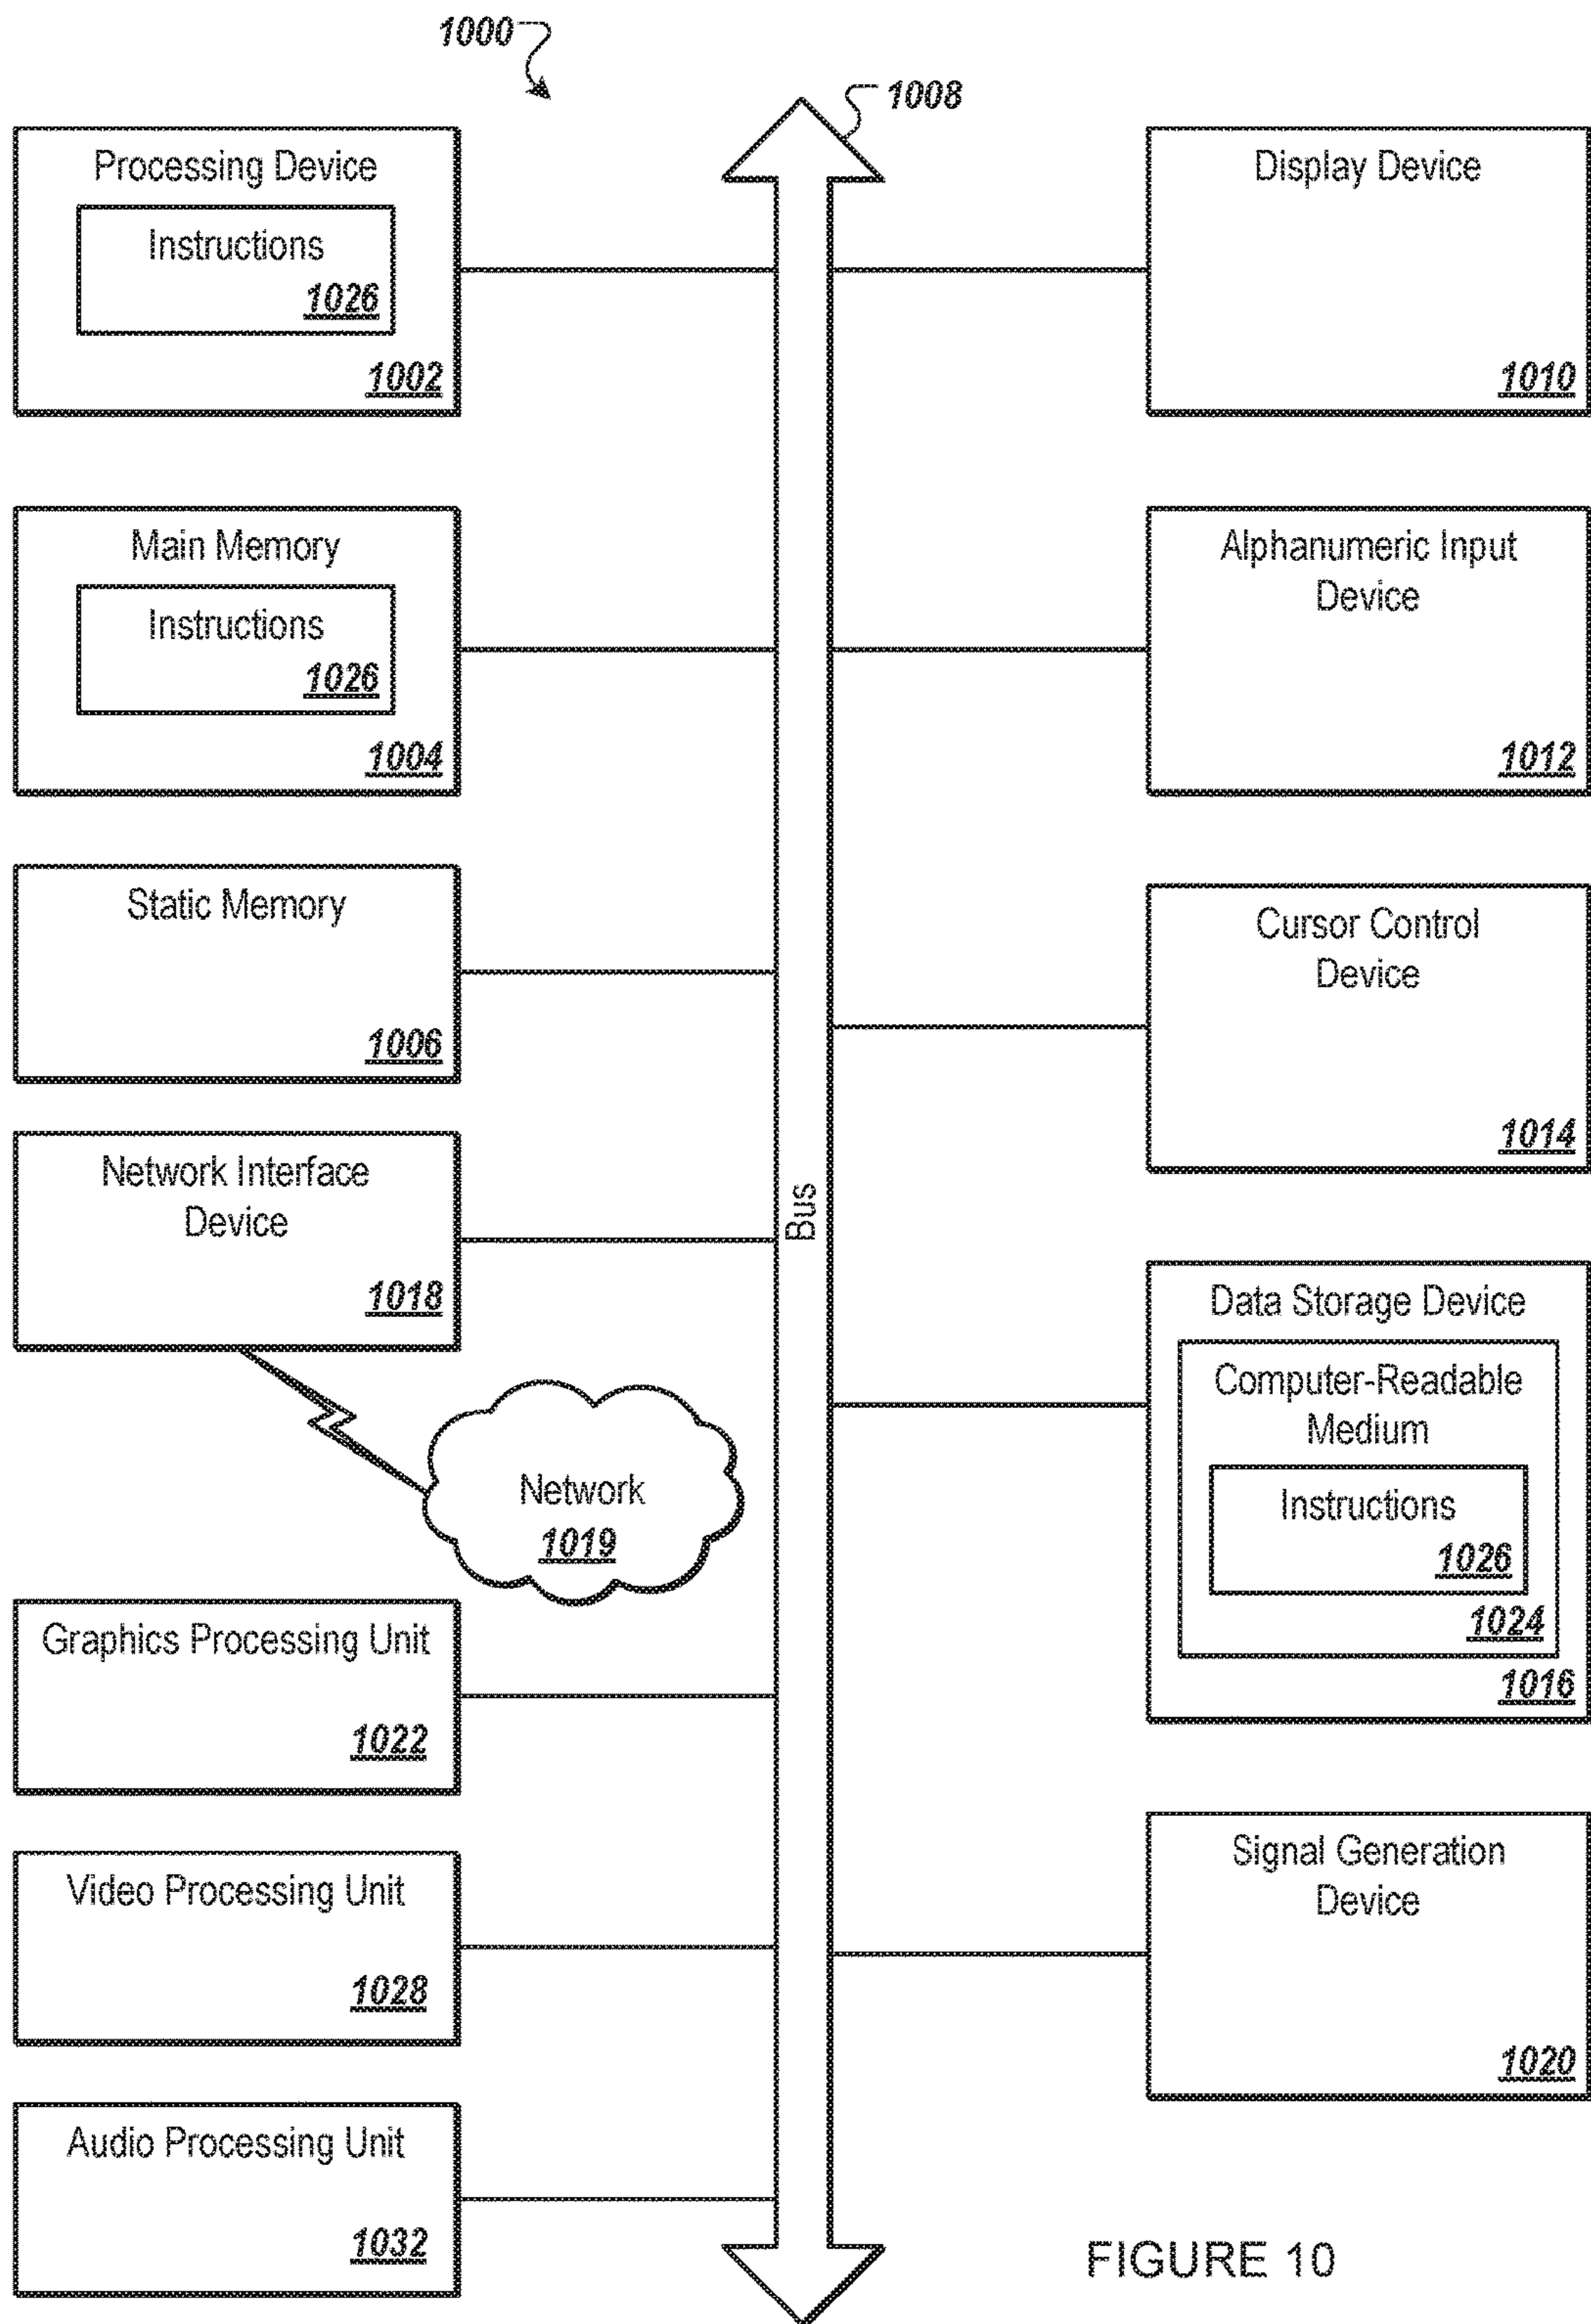 1000
1008
Processing Device
Instructions
1026
1002
Display Device
1010
Main Memory
Instructions
1026
1004
Alphanumeric Input
Device
1012
Static Memory
1006
Cursor Control
Device
1014
Network Interface
Device
1018
Bus
Network
1019
Data Storage Device
Computer-Readable
Medium
Instructions
1026
1024
1016
Graphics Processing Unit
1022
Video Processing Unit
1028
Signal Generation
Device
1020
Audio Processing Unit
1032
FIGURE 10